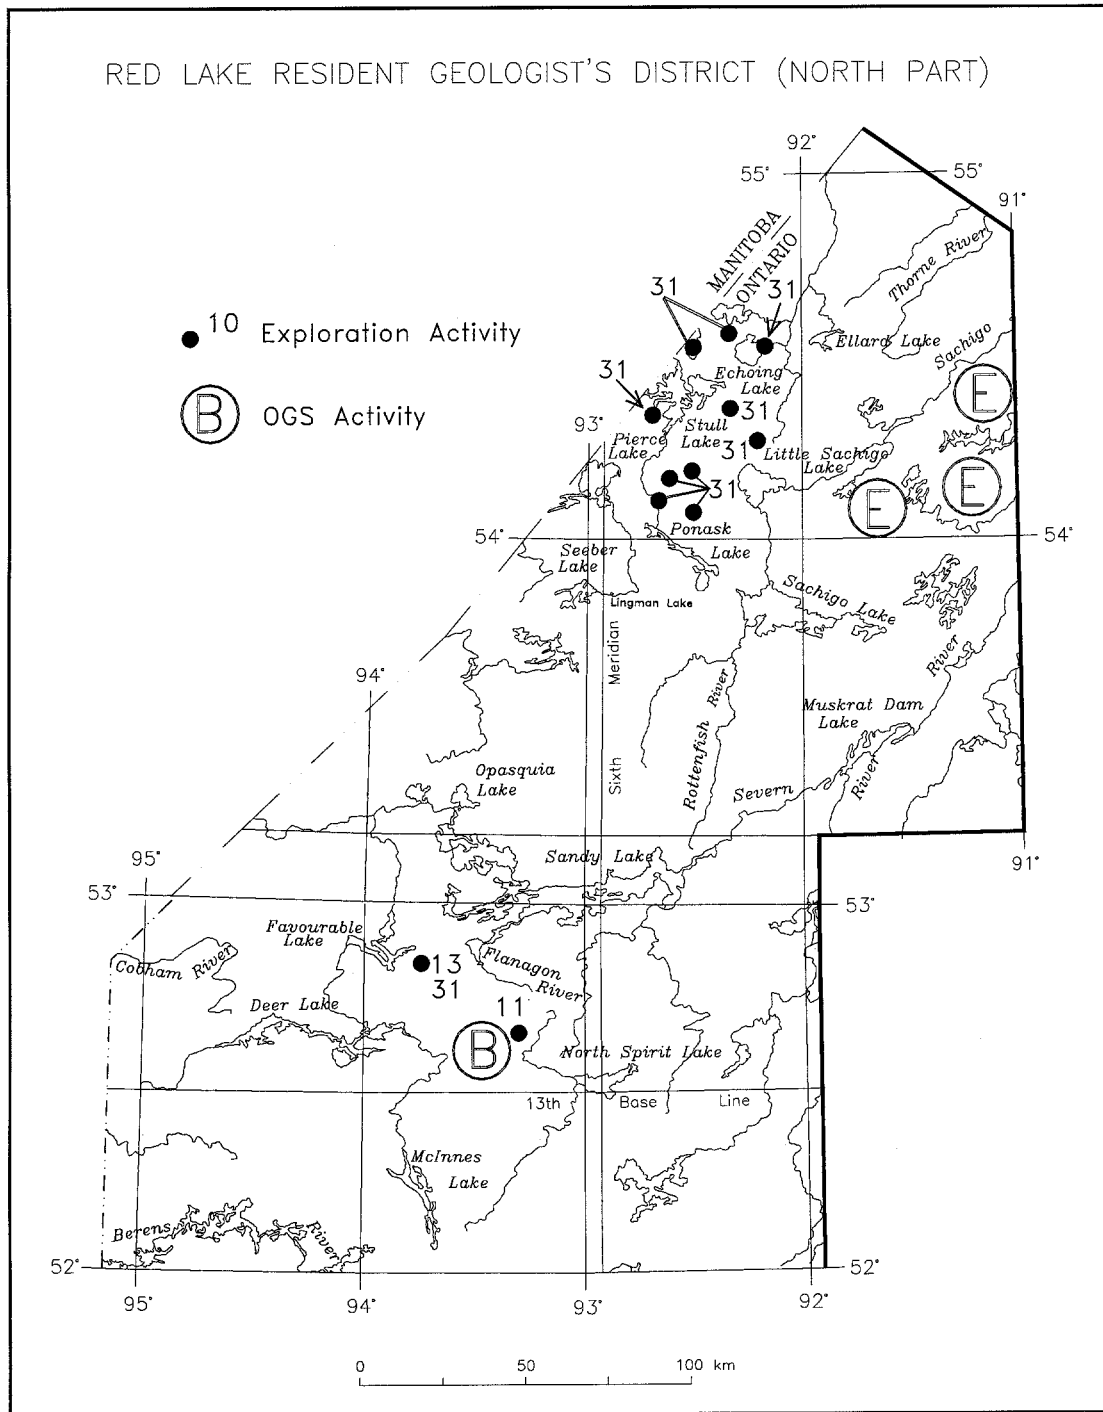 RED LAKE RESIDENT GEOLOGIST'S DISTRICT (NORTH PART)
92°
55°
55°
91°
MANITOBA
ONTARIO
Thorne River
31
31
10 Exploration Activity
Ellard Lake
Sachigo
31
Echoing
Lake
E
B OGS Activity
31
93°
Stull
Lake
Pierce
Lake
31
Little Sachigo
Lake
31
E
E
Ponask
Lake
54°
54°
Seeber
Lake
Lingman Lake
Sachigo Lake
River
Meridian
94°
Rottenfish River
Muskrat Dam
Lake
Opasquia
Lake
Sixth
Severn
River
95°
Sandy Lake
91°
53°
53°
Favourable
Lake
Flanagon
River
Cobham River
13
31
Deer Lake
11
B
North Spirit Lake
13th Base Line
McInnes
Lake
Berens
River
52°
52°
95°
94°
93°
92°
0 50 100 km